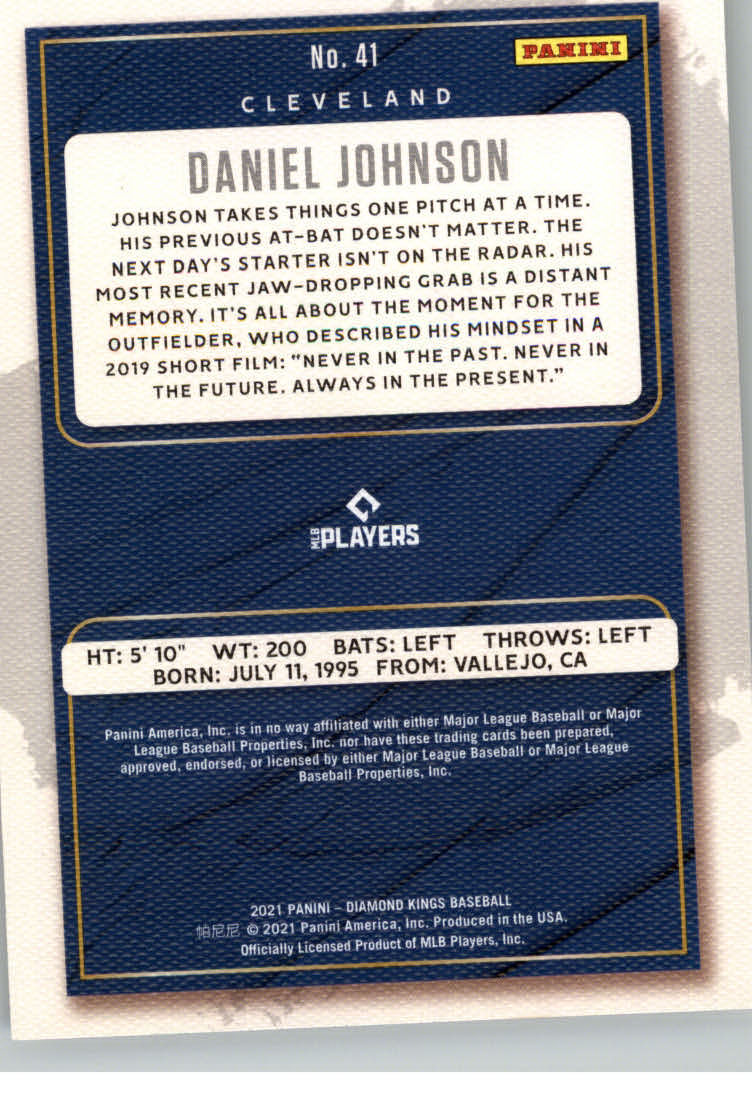 No. 41
PANINI
CLEVELAND
DANIEL JOHNSON
JOHNSON TAKES THINGS ONE PITCH AT A TIME.
HIS PREVIOUS AT-BAT DOESN'T MATTER. THE
NEXT DAY'S STARTER ISN'T ON THE RADAR. HIS
MOST RECENT JAW-DROPPING GRAB IS A DISTANT
MEMORY. IT'S ALL ABOUT THE MOMENT FOR THE
OUTFIELDER, WHO DESCRIBED HIS MINDSET IN A
2019 SHORT FILM: "NEVER IN THE PAST. NEVER IN
THE FUTURE. ALWAYS IN THE PRESENT."
MLB PLAYERS
HT: 5' 10" WT: 200 BATS: LEFT THROWS: LEFT
BORN: JULY 11, 1995 FROM: VALLEJO, CA
Panini America, Inc. is in no way affiliated with either Major League Baseball or Major
League Baseball Properties, Inc. nor have these trading cards been prepared,
approved, endorsed, or licensed by either Major League Baseball or Major League
Baseball Properties, Inc.
2021 PANINI – DIAMOND KINGS BASEBALL
帕尼尼 © 2021 Panini America, Inc. Produced in the USA.
Officially Licensed Product of MLB Players, Inc.